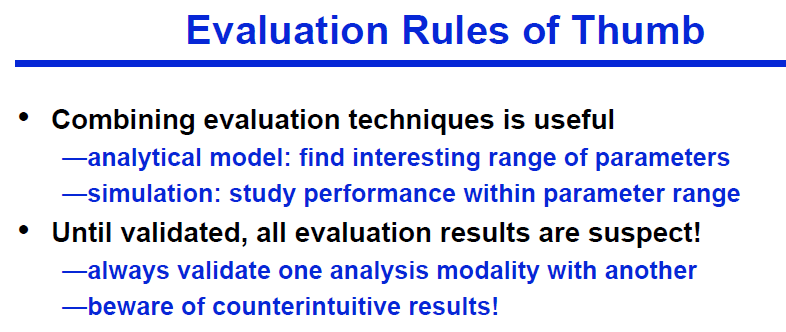 Evaluation Rules of Thumb
• Combining evaluation techniques is useful
—analytical model: find interesting range of parameters
—simulation: study performance within parameter range
• Until validated, all evaluation results are suspect!
—always validate one analysis modality with another
—beware of counterintuitive results!